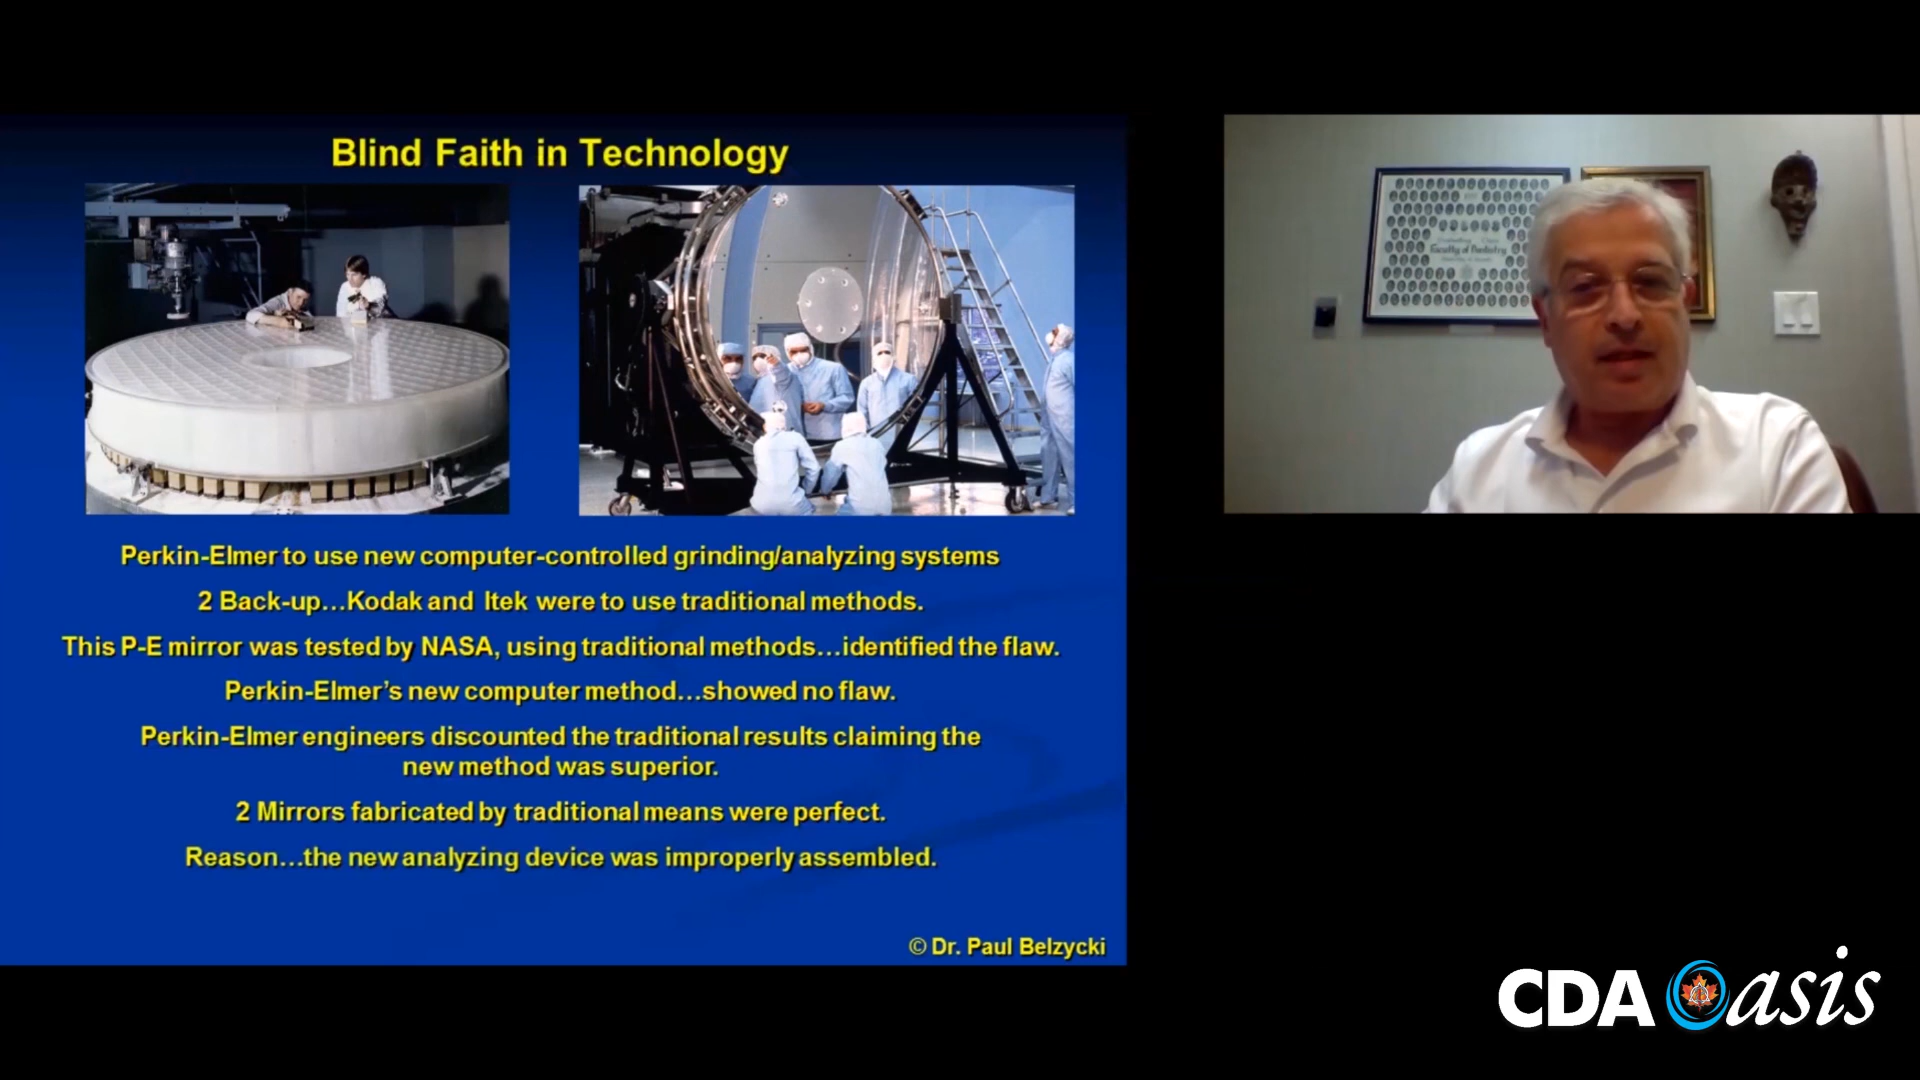 Blind Faith in Technology
Perkin-Elmer to use new computer-controlled grinding/analyzing systems
2 Back-up...Kodak and Itek were to use traditional methods.
This P-E mirror was tested by NASA, using traditional methods...identified the flaw.
Perkin-Elmer's new computer method...showed no flaw.
Perkin-Elmer engineers discounted the traditional results claiming the
new method was superior.
2 Mirrors fabricated by traditional means were perfect.
Reason...the new analyzing device was improperly assembled.
© Dr. Paul Belzycki
Faculty of Dentistry
CDA Oasis